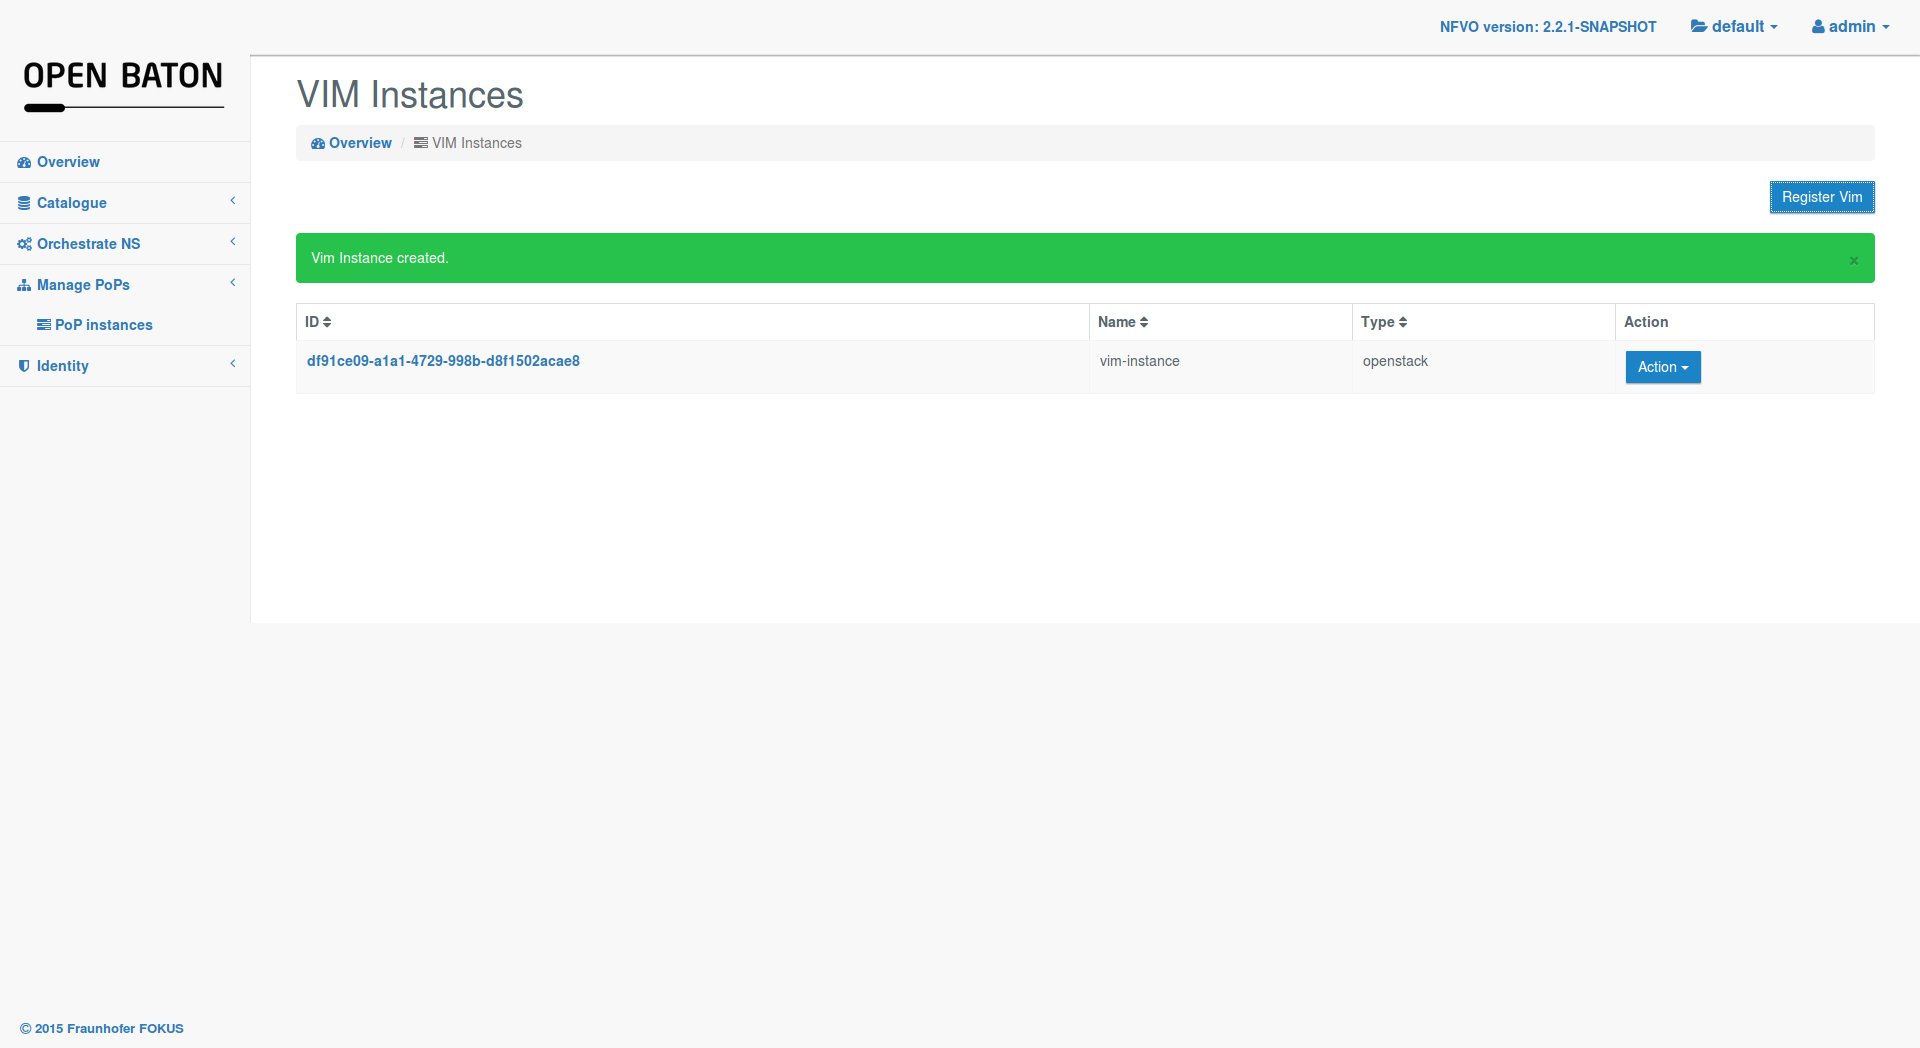 NFVO version: 2.2.1-SNAPSHOT default admin
OPEN BATON
VIM Instances
Overview / VIM Instances
Overview
Catalogue
Orchestrate NS
Manage PoPs
PoP instances
Identity
Register Vim
Vim Instance created. ×
ID Name Type Action
df91ce09-a1a1-4729-998b-d8f1502acae8 vim-instance openstack Action
© 2015 Fraunhofer FOKUS